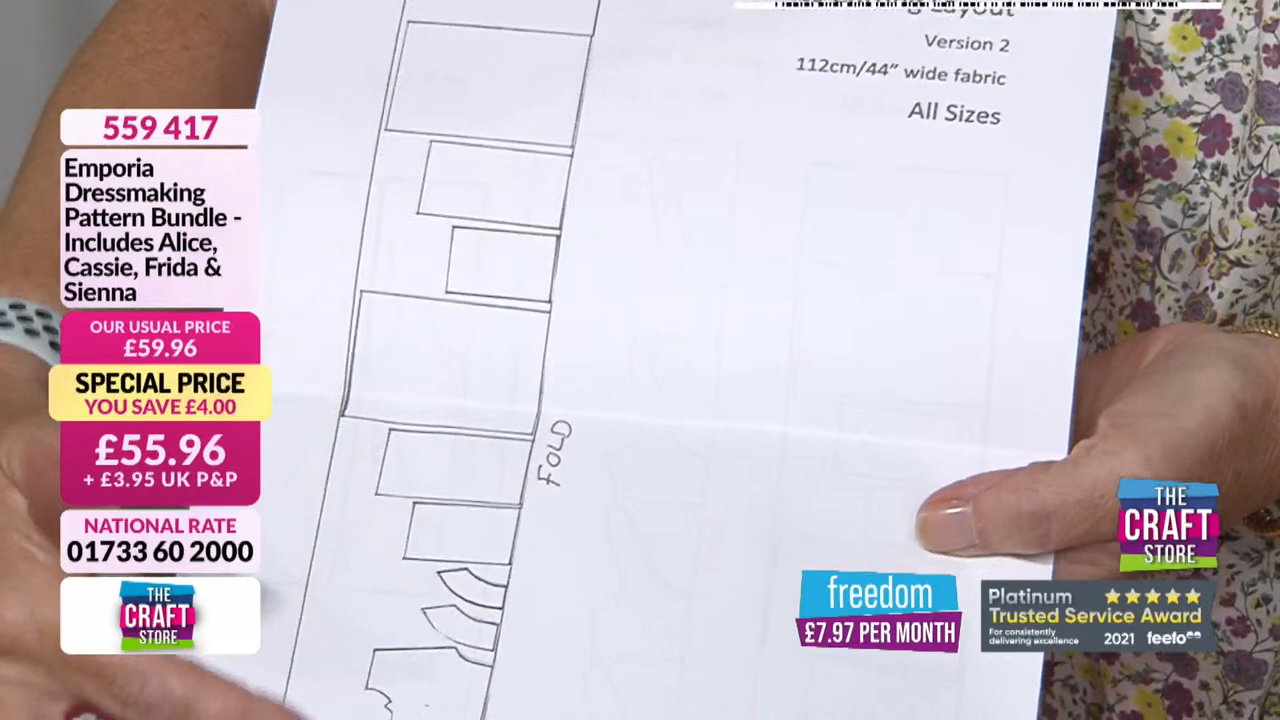 Layout
Version 2
112cm/44" wide fabric
All Sizes
FOLD
559 417
Emporia
Dressmaking
Pattern Bundle -
Includes Alice,
Cassie, Frida &
Sienna
OUR USUAL PRICE
£59.96
SPECIAL PRICE
YOU SAVE £4.00
£55.96
+ £3.95 UK P&P
NATIONAL RATE
01733 60 2000
THE
CRAFT
STORE
freedom
£7.97 PER MONTH
THE
CRAFT
STORE
Platinum
Trusted Service Award
For consistently
delivering excellence
2021 feefo